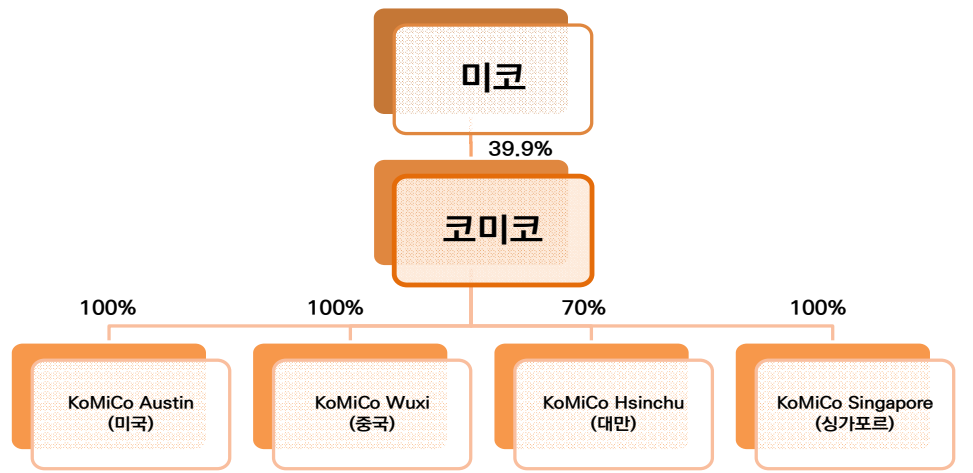 미코
39.9%
코미코
100%
100%
70%
100%
KoMiCo Austin
(미국)
KoMiCo Wuxi
(중국)
KoMiCo Hsinchu
(대만)
KoMiCo Singapore
(싱가포르)